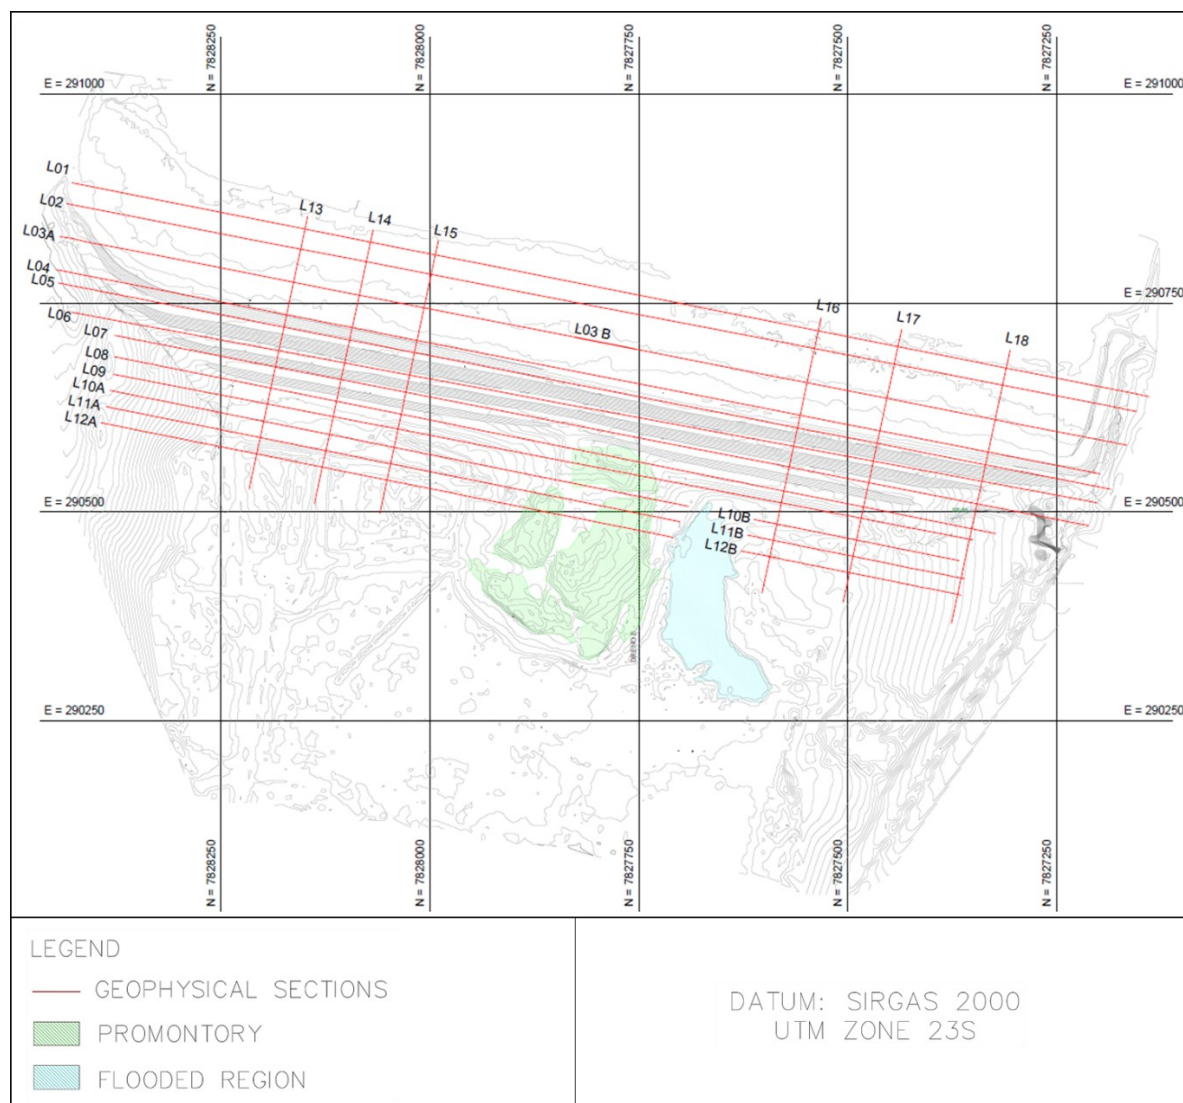 N = 7828250
N = 7828000
N = 7827750
N = 7827500
N = 7827250
E = 291000
E = 291000
L01
L02
L13
L14
L15
L03A
L04
L05
E = 290750
L06
L07
L03 B
L16
L17
L18
L08
L09
L10A
L11A
L12A
E = 290500
E = 290500
L10B
L11B
L12B
E = 290250
E = 290250
N = 7828250
N = 7828000
N = 7827750
N = 7827500
N = 7827250
LEGEND
GEOPHYSICAL SECTIONS
PROMONTORY
FLOODED REGION
DATUM: SIRGAS 2000
UTM ZONE 23S